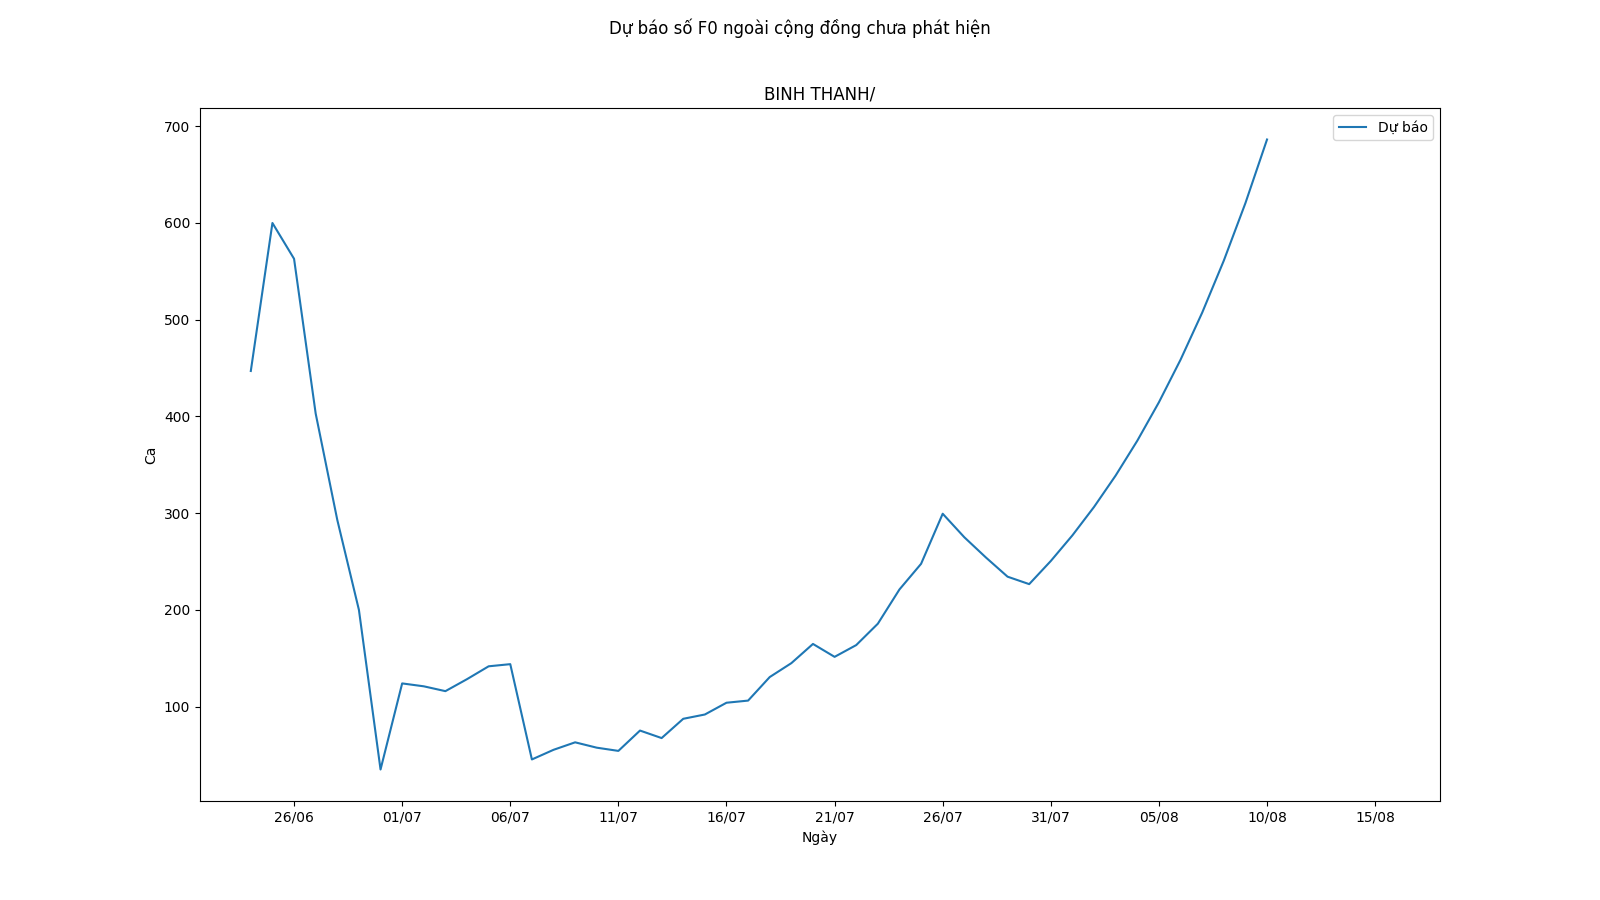 Dự báo số F0 ngoài cộng đồng chưa phát hiện
BINH THANH/
Dự báo
700
600
500
400
300
200
100
Ca
26/06 01/07 06/07 11/07 16/07 21/07 26/07 31/07 05/08 10/08 15/08
Ngày